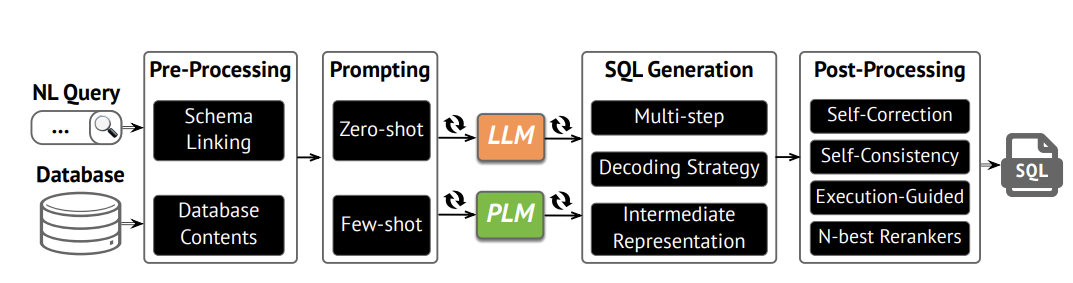 NL Query
...
Database
Pre-Processing
Schema
Linking
Database
Contents
Prompting
Zero-shot
Few-shot
LLM
PLM
SQL Generation
Multi-step
Decoding Strategy
Intermediate
Representation
Post-Processing
Self-Correction
Self-Consistency
Execution-Guided
N-best Rerankers
SQL